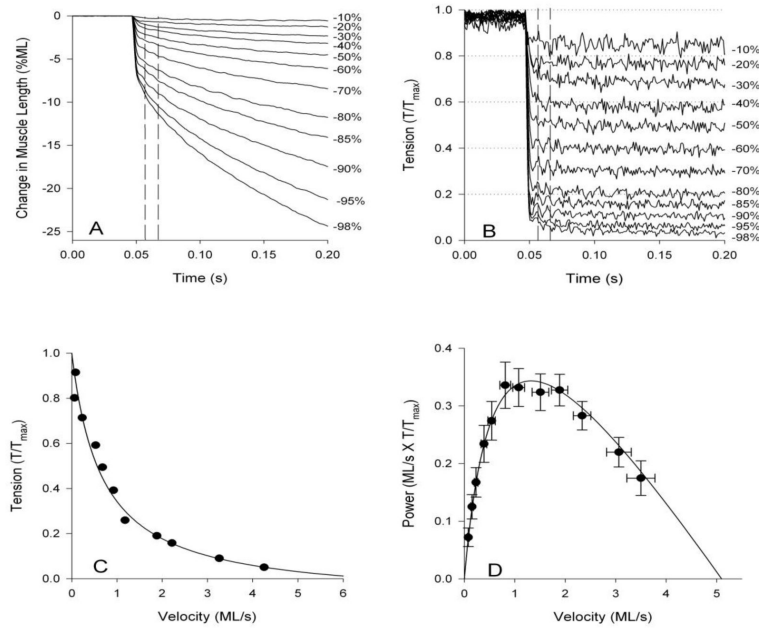 0
-5
-10
-15
-20
-25
Change in Muscle Length (%ML)
-10%
-20%
-30%
-40%
-50%
-60%
-70%
-80%
-85%
-90%
-95%
-98%
A
0.00 0.05 0.10 0.15 0.20
Time (s)
1.0
0.8
0.6
0.4
0.2
0.0
Tension (T/Tmax)
-10%
-20%
-30%
-40%
-50%
-60%
-70%
-80%
-85%
-90%
-95%
-98%
B
0.00 0.05 0.10 0.15 0.20
Time (s)
1.0
0.8
0.6
0.4
0.2
0.0
Tension (T/Tmax)
C
0 1 2 3 4 5 6
Velocity (ML/s)
0.4
0.3
0.2
0.1
0.0
Power (ML/s X T/Tmax)
D
0 1 2 3 4 5
Velocity (ML/s)